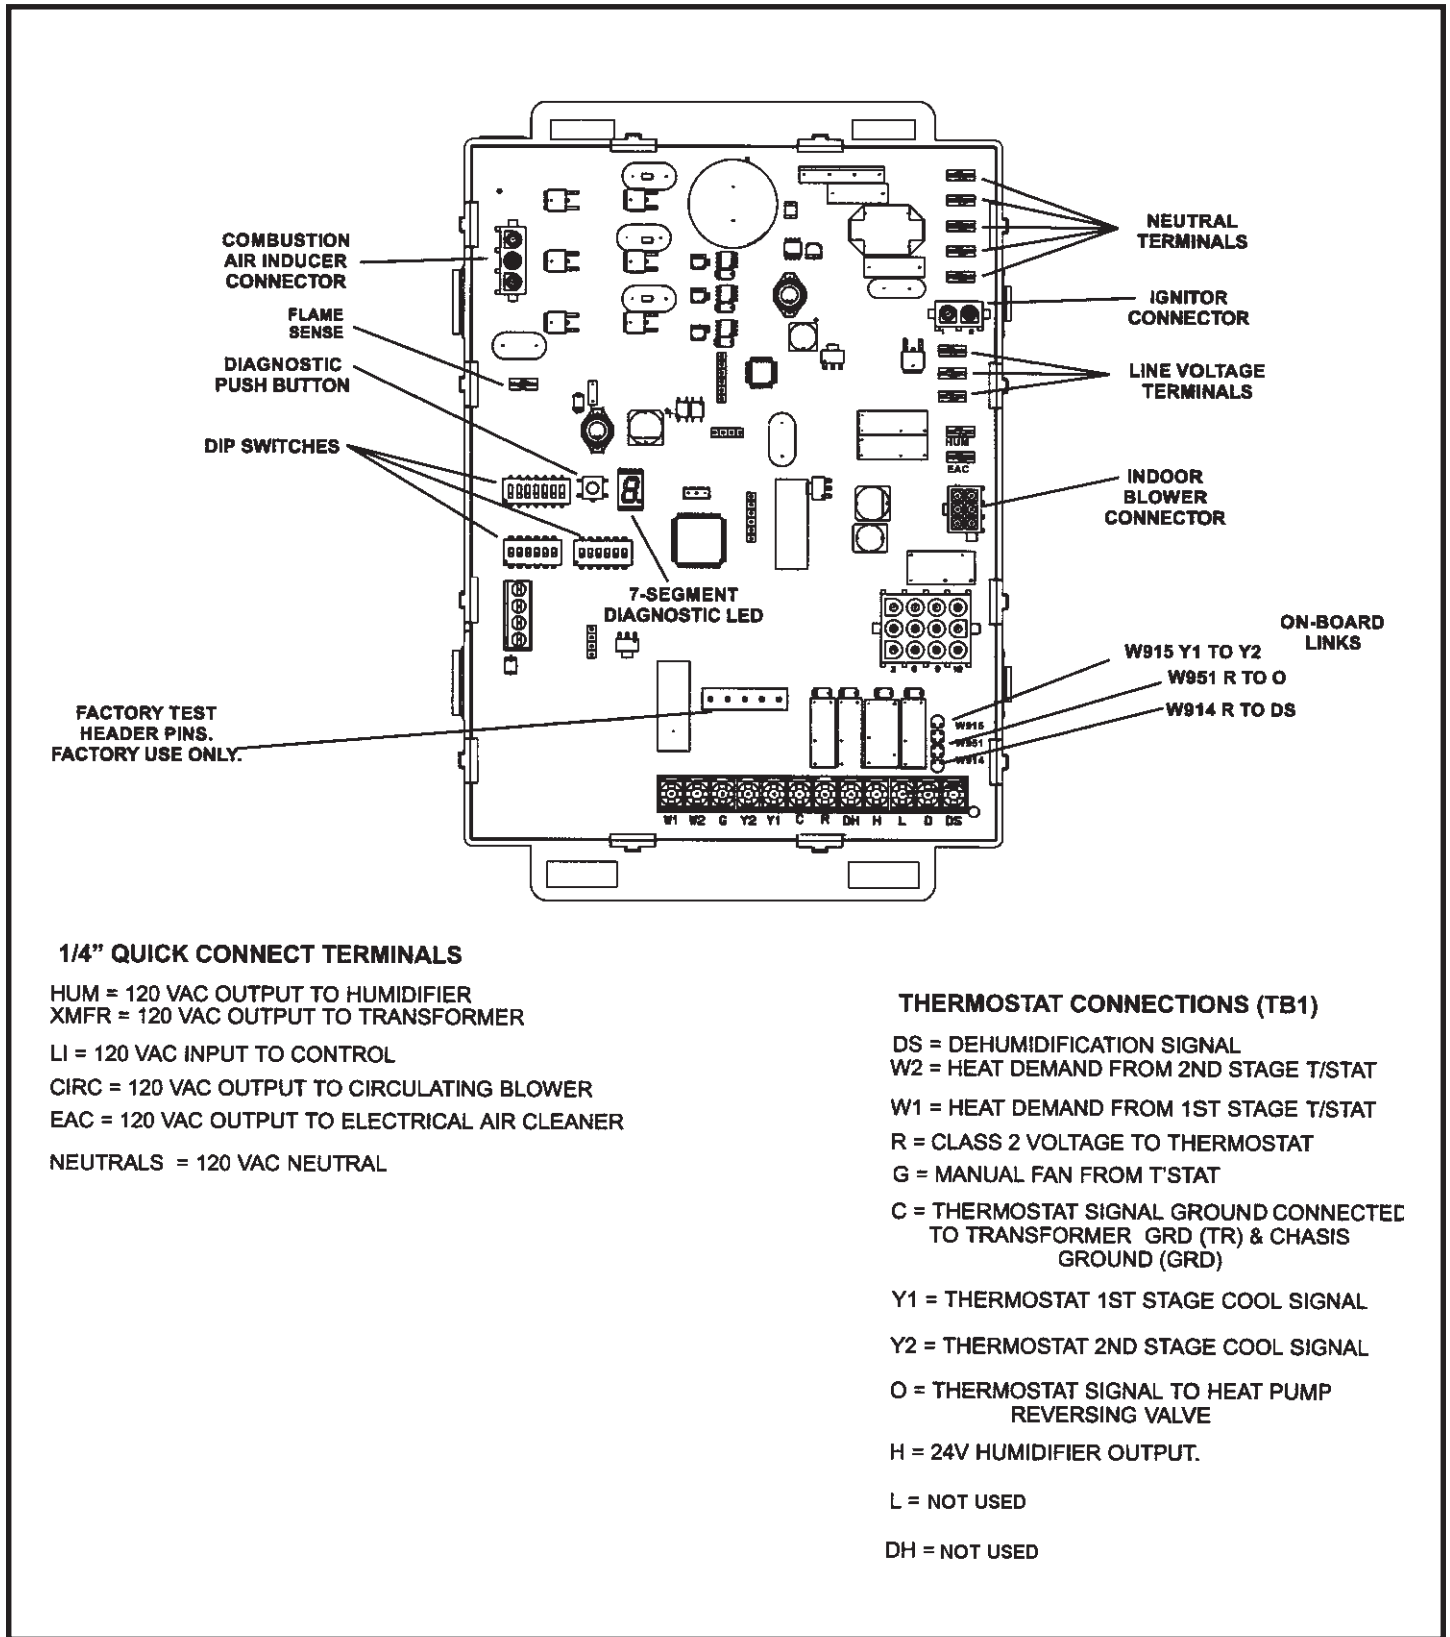 COMBUSTION
AIR INDUCER
CONNECTOR
FLAME
SENSE
DIAGNOSTIC
PUSH BUTTON
DIP SWITCHES
NEUTRAL
TERMINALS
IGNITOR
CONNECTOR
LINE VOLTAGE
TERMINALS
HUM
EAC
INDOOR
BLOWER
CONNECTOR
7-SEGMENT
DIAGNOSTIC LED
ON-BOARD
LINKS
W915 Y1 TO Y2
W951 R TO O
W914 R TO DS
W915
W951
W914
FACTORY TEST
HEADER PINS.
FACTORY USE ONLY.
W1 W2 G Y2 Y1 C R DH H L O DS
1/4” QUICK CONNECT TERMINALS
HUM = 120 VAC OUTPUT TO HUMIDIFIER
XMFR = 120 VAC OUTPUT TO TRANSFORMER
LI = 120 VAC INPUT TO CONTROL
CIRC = 120 VAC OUTPUT TO CIRCULATING BLOWER
EAC = 120 VAC OUTPUT TO ELECTRICAL AIR CLEANER
NEUTRALS = 120 VAC NEUTRAL
THERMOSTAT CONNECTIONS (TB1)
DS = DEHUMIDIFICATION SIGNAL
W2 = HEAT DEMAND FROM 2ND STAGE T/STAT
W1 = HEAT DEMAND FROM 1ST STAGE T/STAT
R = CLASS 2 VOLTAGE TO THERMOSTAT
G = MANUAL FAN FROM T'STAT
C = THERMOSTAT SIGNAL GROUND CONNECTED
TO TRANSFORMER GRD (TR) & CHASIS
GROUND (GRD)
Y1 = THERMOSTAT 1ST STAGE COOL SIGNAL
Y2 = THERMOSTAT 2ND STAGE COOL SIGNAL
O = THERMOSTAT SIGNAL TO HEAT PUMP
REVERSING VALVE
H = 24V HUMIDIFIER OUTPUT.
L = NOT USED
DH = NOT USED